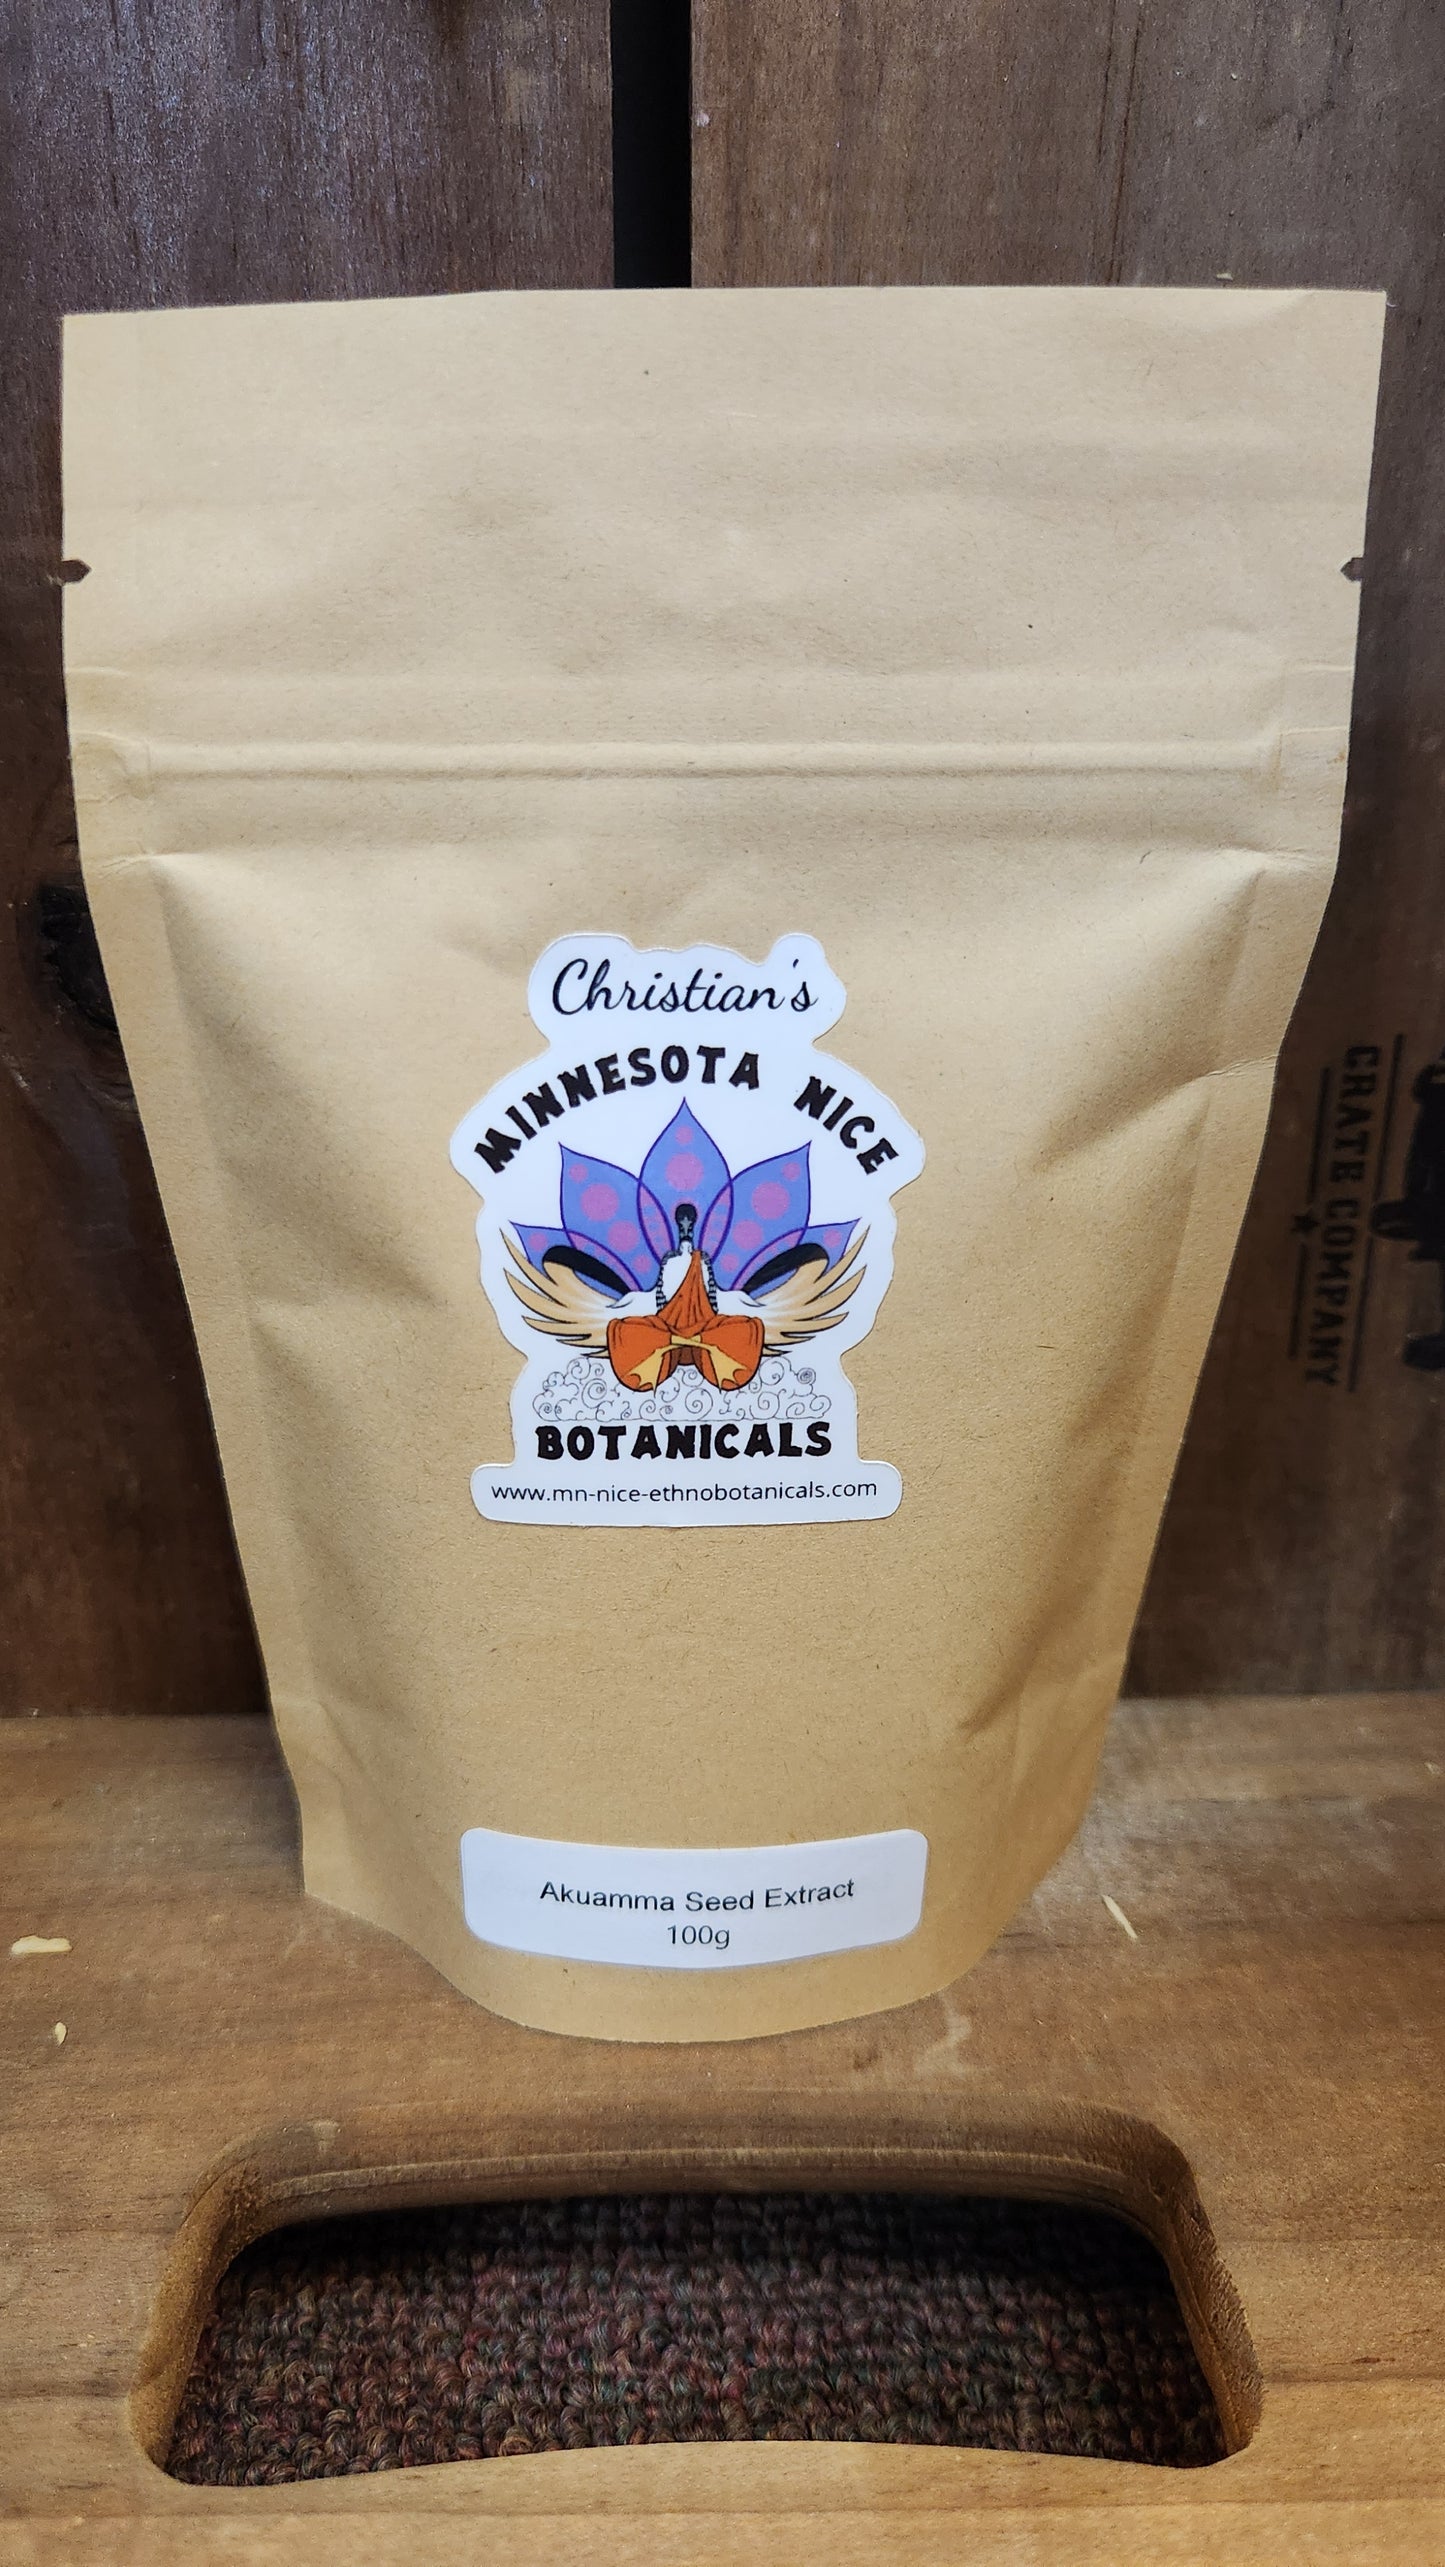 Christian's
MINNESOTA NICE
BOTANICALS
www.mn-nice-ethnobotanicals.com
Akuamma Seed Extract
100g
CRATE COMPANY